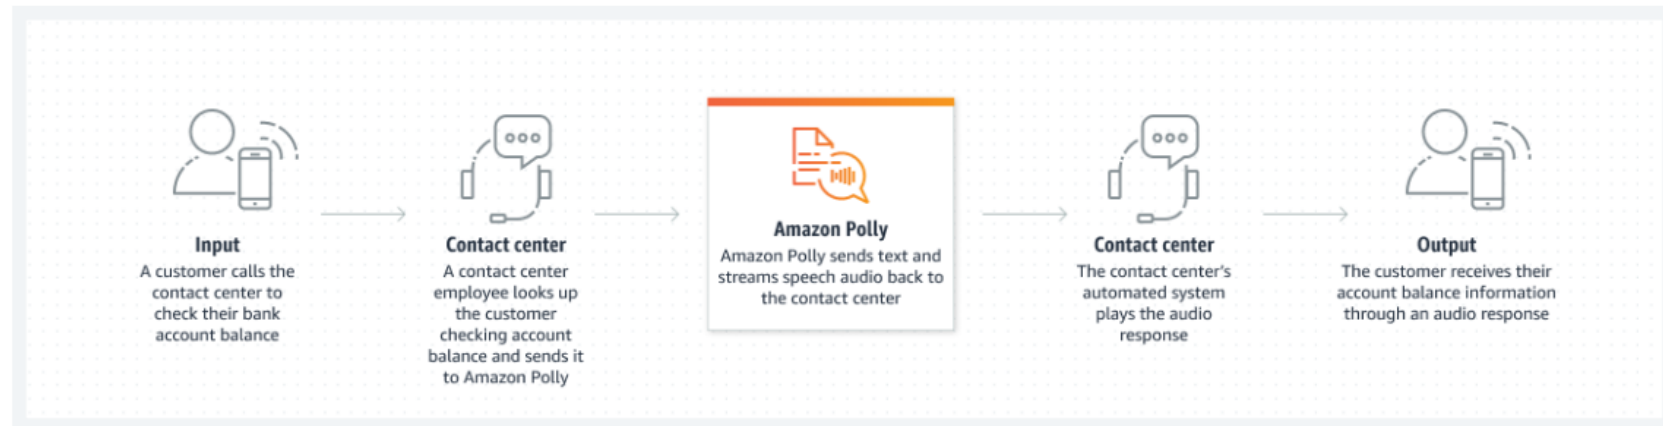 Input
A customer calls the
contact center to
check their bank
account balance
Contact center
A contact center
employee looks up
the customer
checking account
balance and sends it
to Amazon Polly
Amazon Polly
Amazon Polly sends text and
streams speech audio back to
the contact center
Contact center
The contact center's
automated system
plays the audio
response
Output
The customer receives their
account balance information
through an audio response